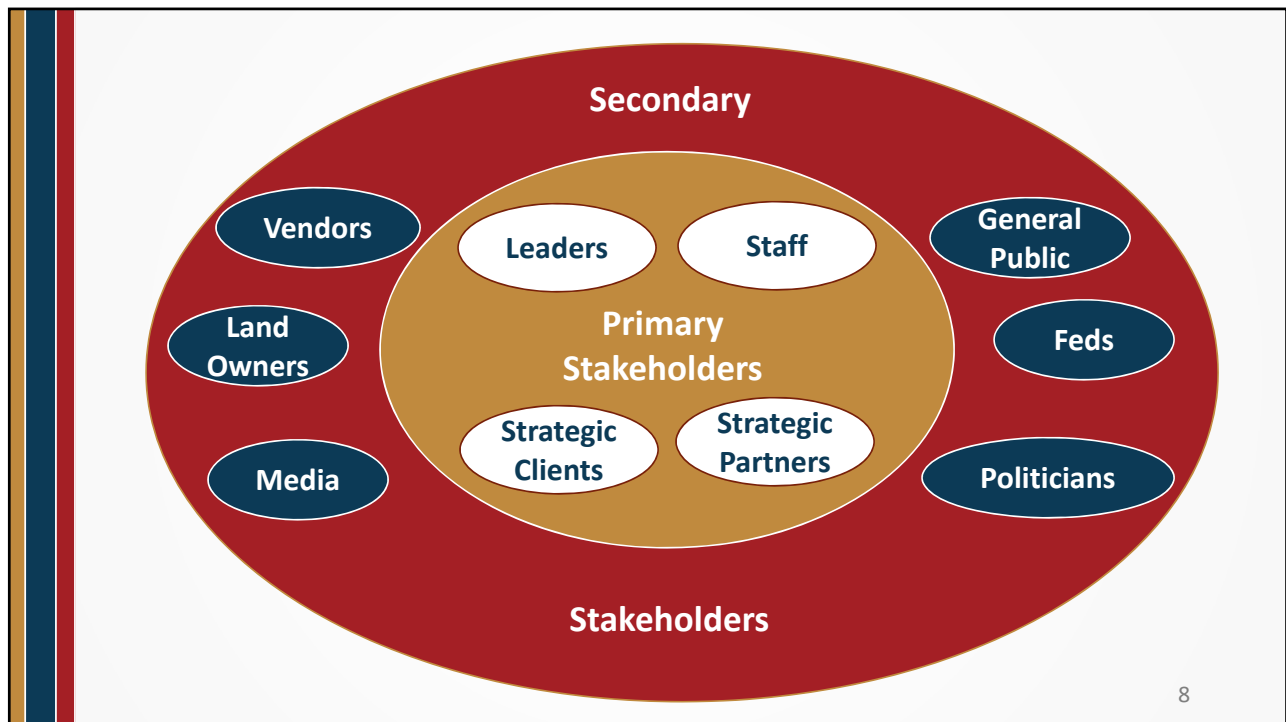 Secondary
Vendors
Leaders
Staff
General
Public
Land
Owners
Primary
Stakeholders
Feds
Strategic
Clients
Strategic
Partners
Media
Politicians
Stakeholders
8